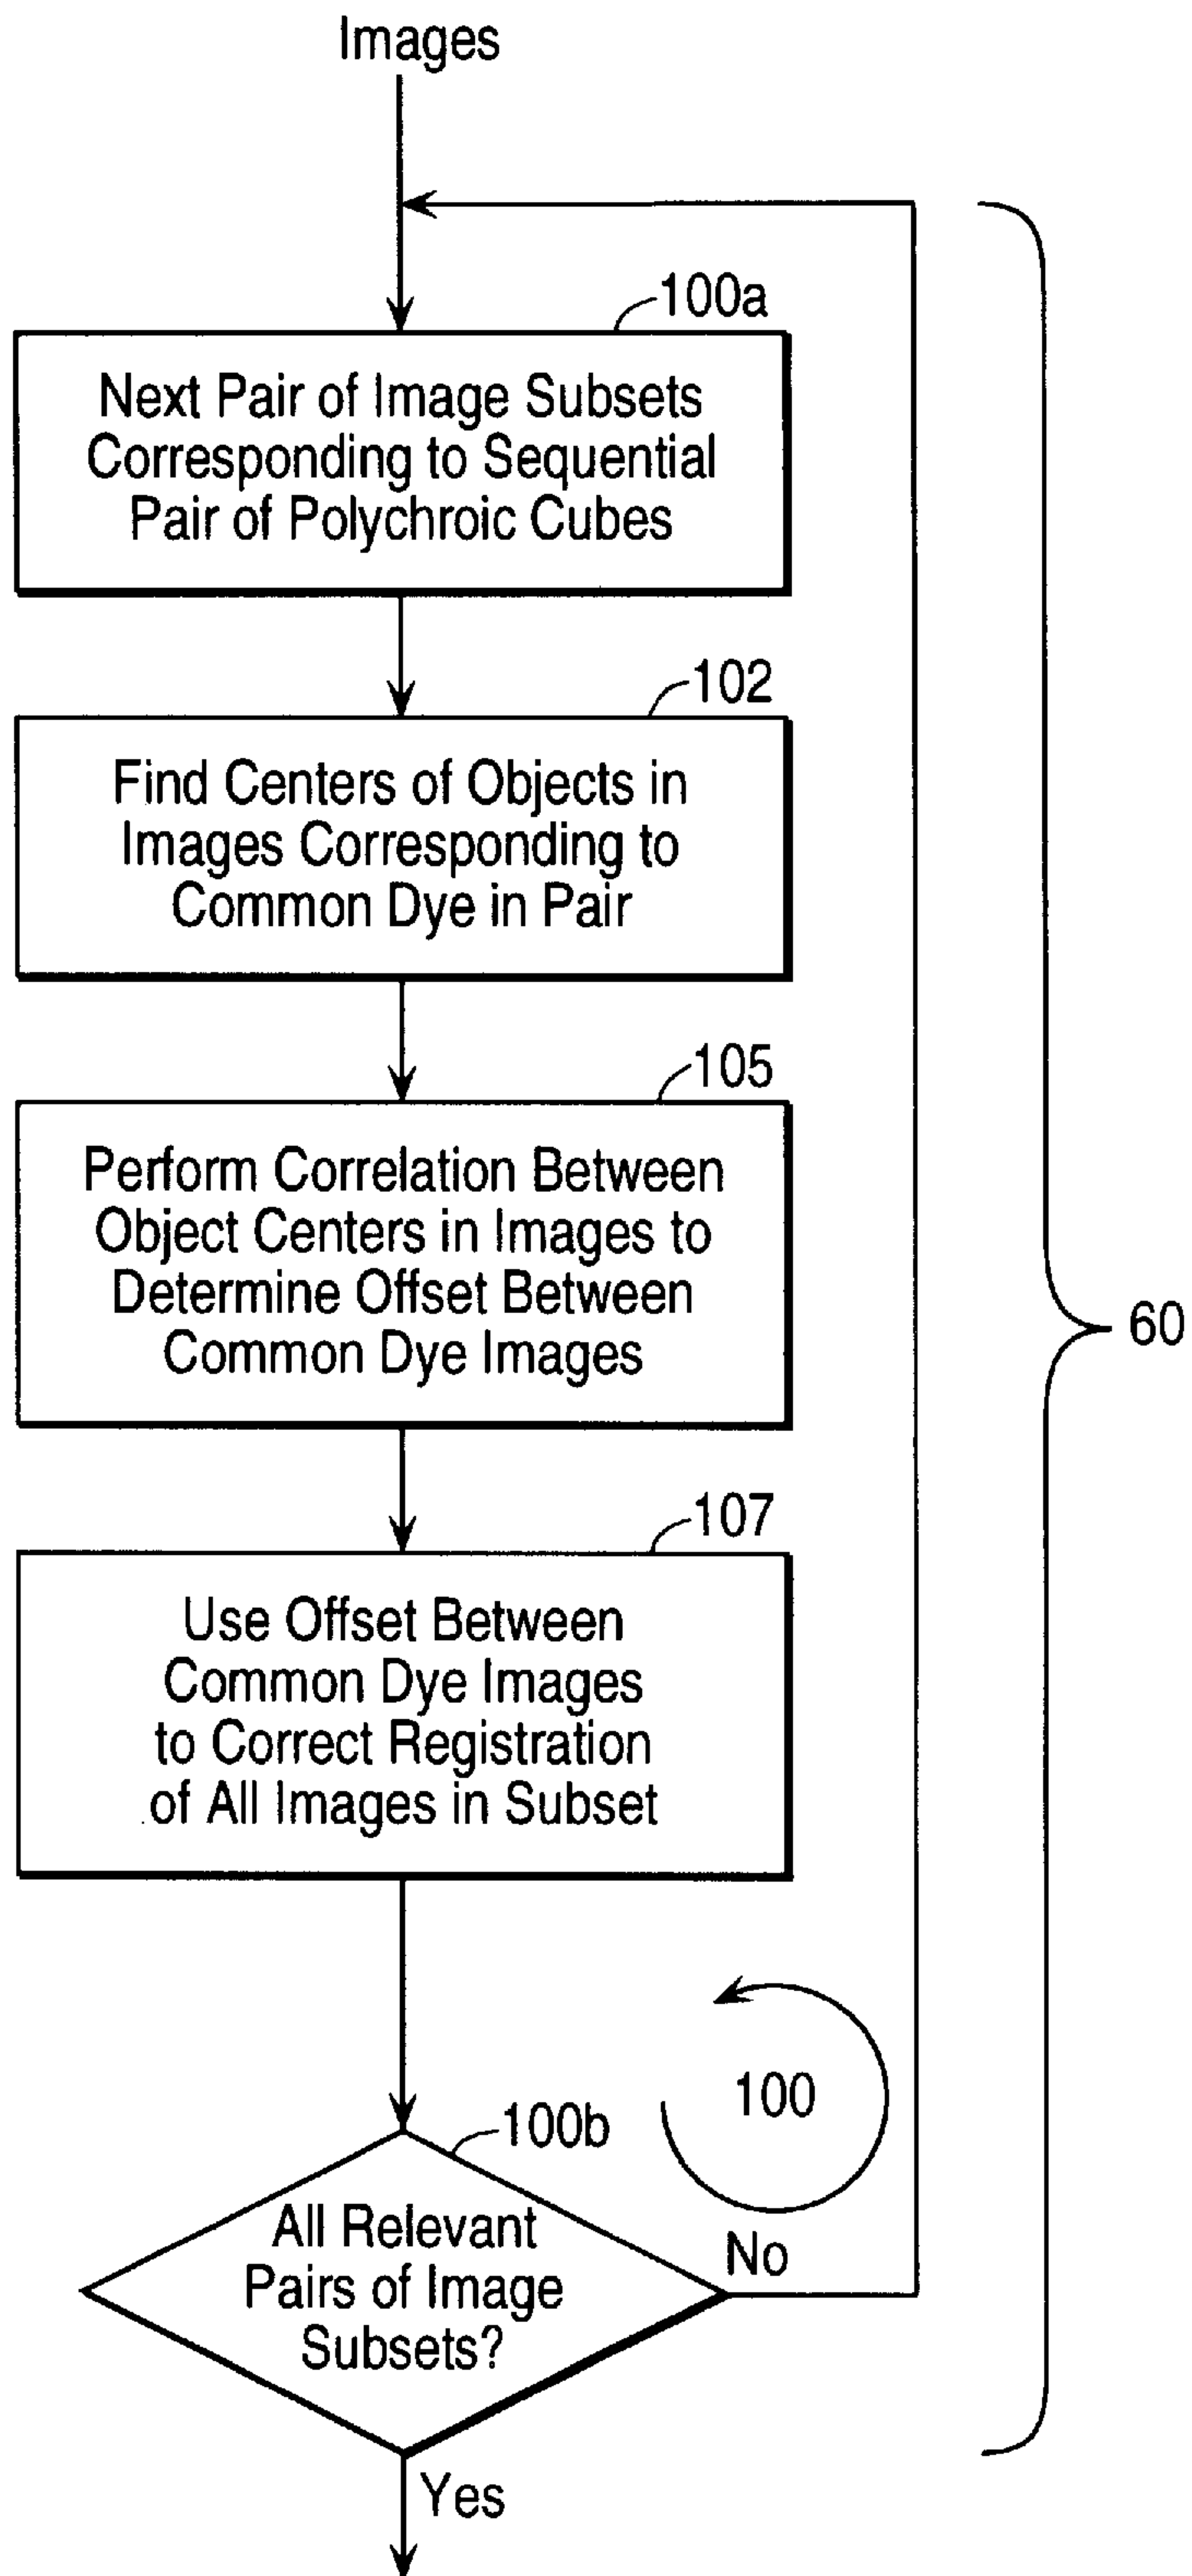 Images
100a
Next Pair of Image Subsets
Corresponding to Sequential
Pair of Polychroic Cubes
102
Find Centers of Objects in
Images Corresponding to
Common Dye in Pair
105
Perform Correlation Between
Object Centers in Images to
Determine Offset Between
Common Dye Images
60
107
Use Offset Between
Common Dye Images
to Correct Registration
of All Images in Subset
100
100b
All Relevant
Pairs of Image
Subsets?
No
Yes